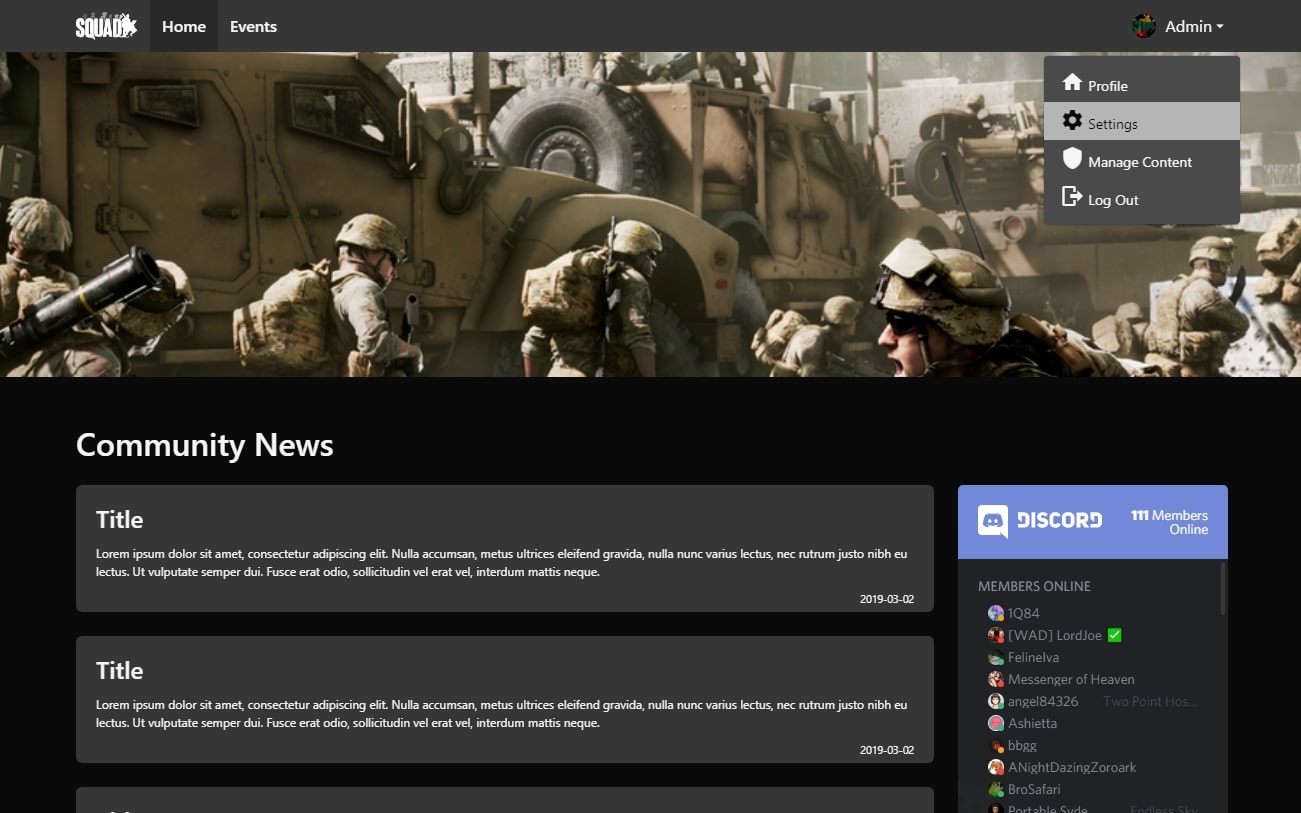 SQUAD
Home
Events
Admin
Profile
Settings
Manage Content
Log Out
Community News
Title
Lorem ipsum dolor sit amet, consectetur adipiscing elit. Nulla accumsan, metus ultrices eleifend gravida, nulla nunc varius lectus, nec rutrum justo nibh eu
lectus. Ut vulputate semper dui. Fusce erat odio, sollicitudin vel erat vel, interdum mattis neque.
2019-03-02
Title
Lorem ipsum dolor sit amet, consectetur adipiscing elit. Nulla accumsan, metus ultrices eleifend gravida, nulla nunc varius lectus, nec rutrum justo nibh eu
lectus. Ut vulputate semper dui. Fusce erat odio, sollicitudin vel erat vel, interdum mattis neque.
2019-03-02
DISCORD
111 Members
Online
MEMBERS ONLINE
1Q84
[WAD] LordJoe ✅
FelineIva
Messenger of Heaven
angel84326 Two Point Hos...
Ashietta
bbgg
ANightDazingZoroark
BroSafari
Portable Syde Endless Sky